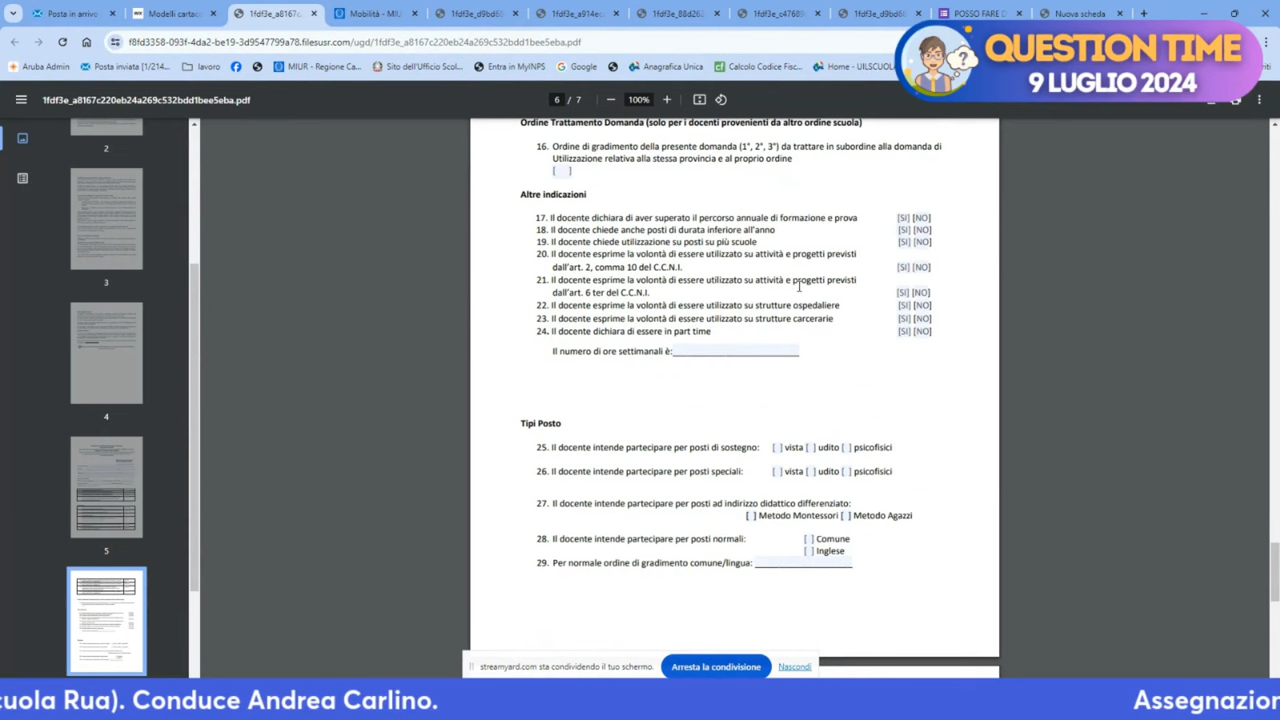 Posta in arrivo
Modelli cartace
1fdf3e_a8167c
Mobilità - MIU
1fdf3e_d9bd68
1fdf3e_a914ec
1fdf3e_88d262
1fdf3e_c47689
1fdf3e_d9bd68
POSSO FARE D
Nuova scheda
f8fd3358-093f-4da2-be15-3d9547799a78.filesusr.com/ugd/1fdf3e_a8167c220eb24a269c532bdd1bee5eba.pdf
Aruba Admin
Posta inviata [1/214...
lavoro
MIUR - Regione Ca...
Sito dell'Ufficio Scol...
Entra in MyINPS
Google
Anagrafica Unica
Calcolo Codice Fisc...
Home - UILSCUOL
QUESTION TIME
9 LUGLIO 2024
1fdf3e_a8167c220eb24a269c532bdd1bee5eba
6 / 7
100%
2
3
4
5
Ordine Trattamento Domanda (solo per i docenti provenienti da altro ordine scuola)
16. Ordine di gradimento della presente domanda (1°, 2°, 3°) da trattare in subordine alla domanda di
Utilizzazione relativa alla stessa provincia e al proprio ordine
[ ]
Altre indicazioni
17. Il docente dichiara di aver superato il percorso annuale di formazione e prova [SI] [NO]
18. Il docente chiede anche posti di durata inferiore all'anno [SI] [NO]
19. Il docente chiede utilizzazione su posti su più scuole [SI] [NO]
20. Il docente esprime la volontà di essere utilizzato su attività e progetti previsti
dall'art. 2, comma 10 del C.C.N.I. [SI] [NO]
21. Il docente esprime la volontà di essere utilizzato su attività e progetti previsti
dall'art. 6 ter del C.C.N.I. [SI] [NO]
22. Il docente esprime la volontà di essere utilizzato su strutture ospedaliere [SI] [NO]
23. Il docente esprime la volontà di essere utilizzato su strutture carcerarie [SI] [NO]
24. Il docente dichiara di essere in part time [SI] [NO]
Il numero di ore settimanali è:
Tipi Posto
25. Il docente intende partecipare per posti di sostegno: [ ] vista [ ] udito [ ] psicofisici
26. Il docente intende partecipare per posti speciali: [ ] vista [ ] udito [ ] psicofisici
27. Il docente intende partecipare per posti ad indirizzo didattico differenziato:
[ ] Metodo Montessori [ ] Metodo Agazzi
28. Il docente intende partecipare per posti normali: [ ] Comune
[ ] Inglese
29. Per normale ordine di gradimento comune/lingua:
streamyard.com sta condividendo il tuo schermo.
Arresta la condivisione
Nascondi
cuola Rua). Conduce Andrea Carlino.
Assegnazion